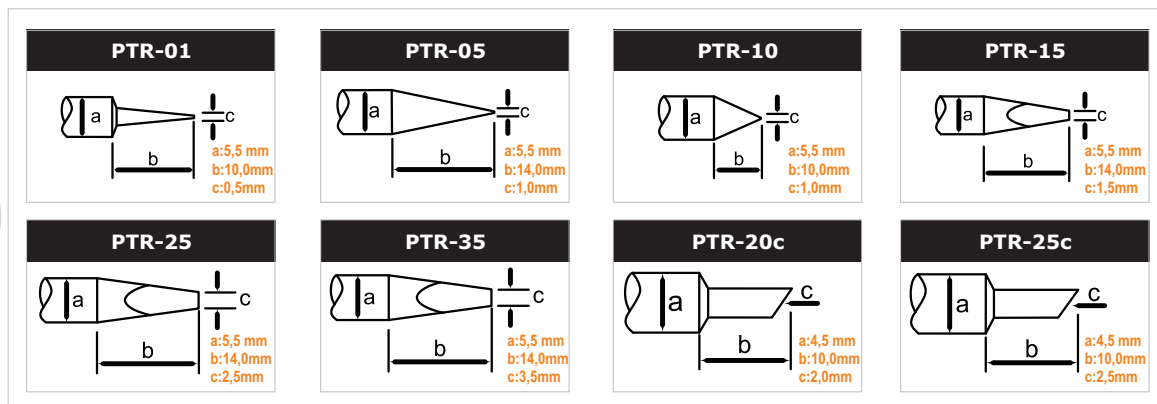 PTR-01
a
b
c
a:5,5 mm
b:10,0mm
c:0,5mm
PTR-05
a
b
c
a:5,5 mm
b:14,0mm
c:1,0mm
PTR-10
a
b
c
a:5,5 mm
b:10,0mm
c:1,0mm
PTR-15
a
b
c
a:5,5 mm
b:14,0mm
c:1,5mm
PTR-25
a
b
c
a:5,5 mm
b:14,0mm
c:2,5mm
PTR-35
a
b
c
a:5,5 mm
b:14,0mm
c:3,5mm
PTR-20c
a
b
c
a:4,5 mm
b:10,0mm
c:2,0mm
PTR-25c
a
b
c
a:4,5 mm
b:10,0mm
c:2,5mm